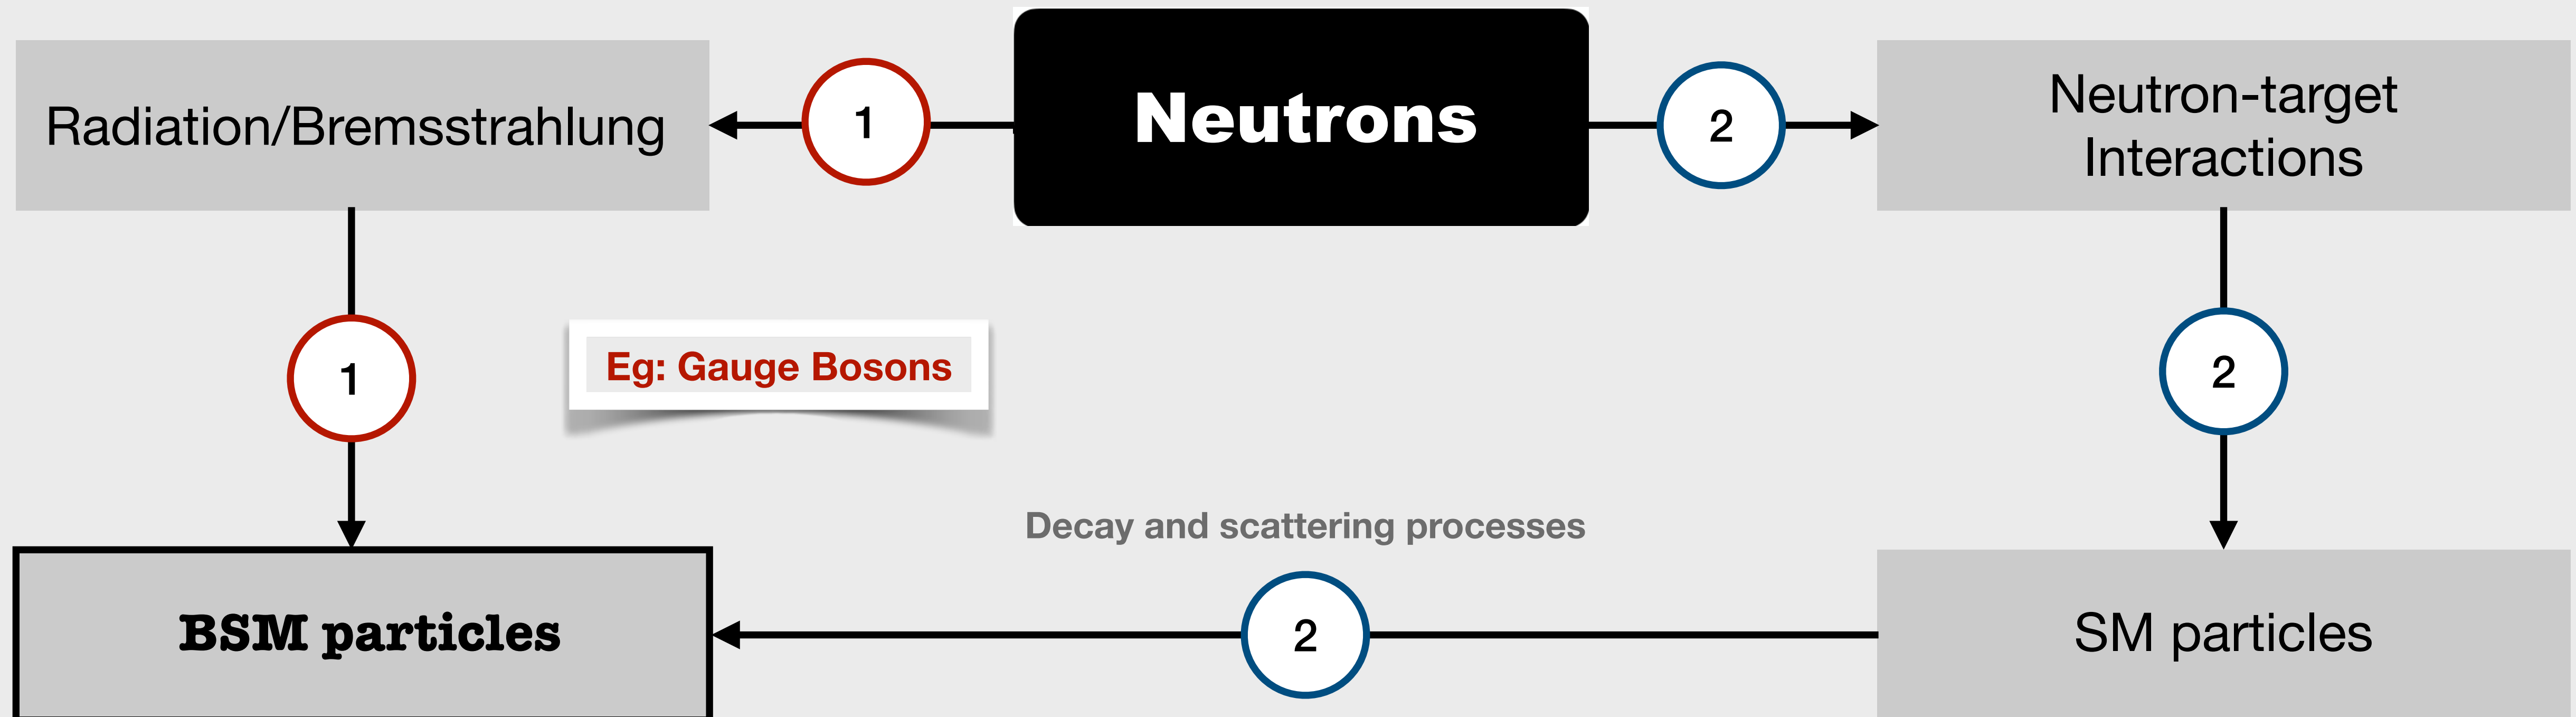 Radiation/Bremsstrahlung
1
Neutrons
2
Neutron-target
Interactions
1
Eg: Gauge Bosons
2
Decay and scattering processes
BSM particles
2
SM particles